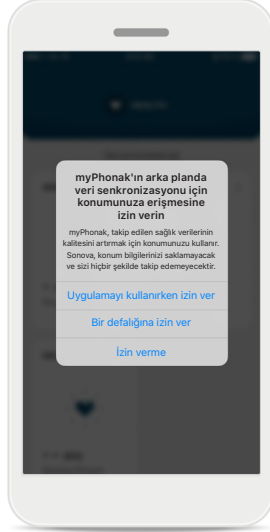 myPhonak'ın arka planda
veri senkronizasyonu için
konumunuza erişmesine
izin verin
myPhonak, takip edilen sağlık verilerinin
kalitesini artırmak için konumunuzu kullanır.
Sonova, konum bilgilerinizi saklamayacak
ve sizi hiçbir şekilde takip edemeyecektir.
Uygulamayı kullanırken izin ver
Bir defalığına izin ver
İzin verme